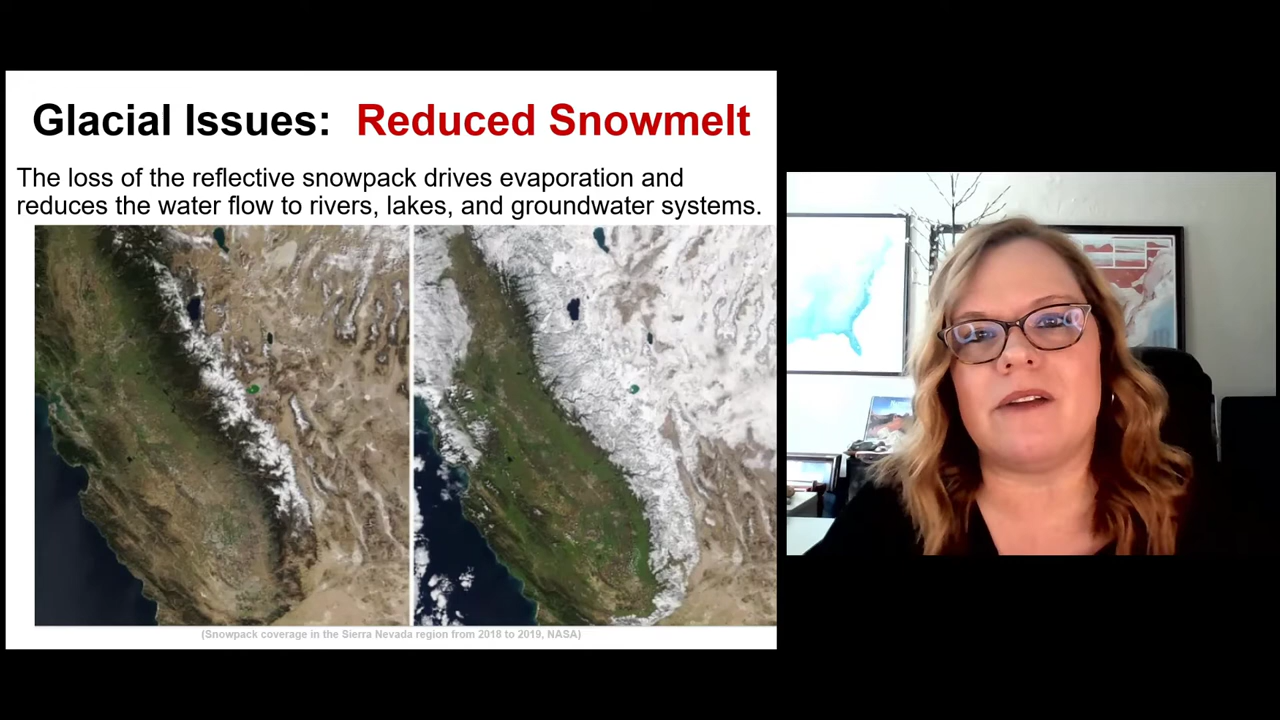 Glacial Issues: Reduced Snowmelt
The loss of the reflective snowpack drives evaporation and
reduces the water flow to rivers, lakes, and groundwater systems.
(Snowpack coverage in the Sierra Nevada region from 2018 to 2019, NASA)